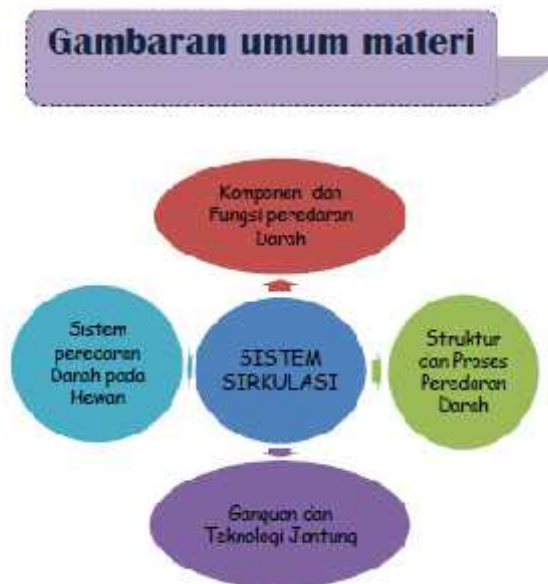 Gambaran umum materi
Komponen dan
Fungsi peredaran
Darah
Sistem
peredaran
Darah pada
Hewan
SISTEM
SIRKULASI
Struktur
dan Proses
Peredaran
Darah
Ganguan dan
Teknologi Jantung